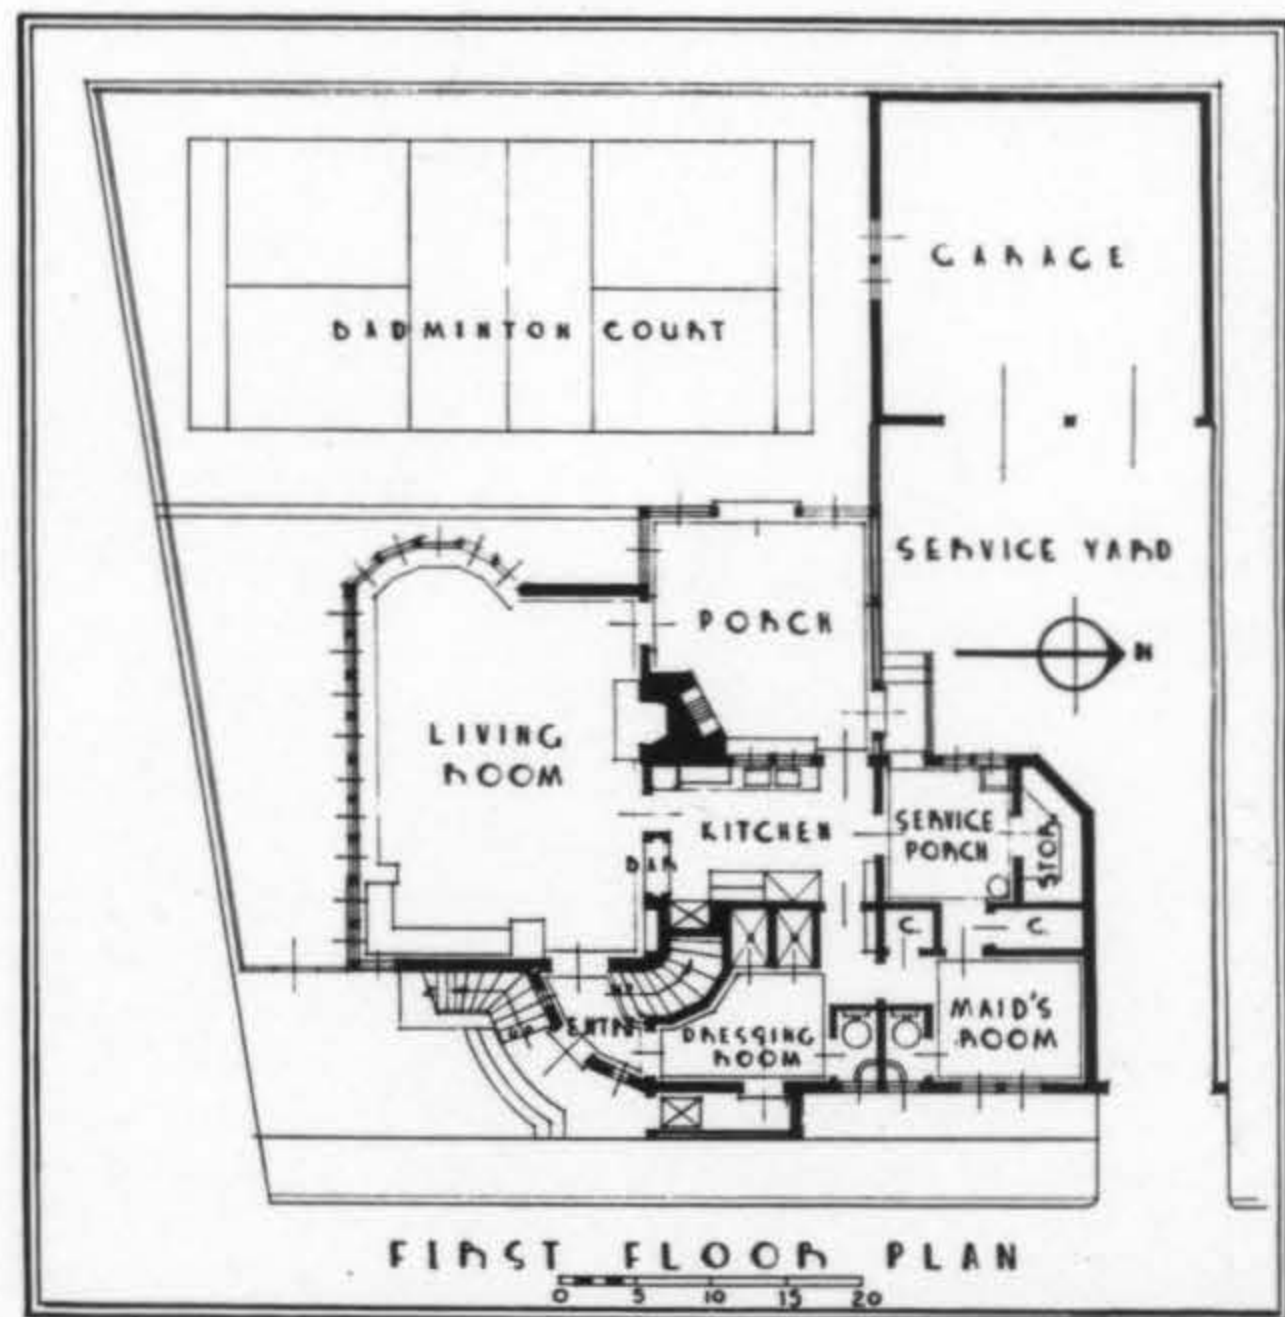 GARAGE
BADMINTON COURT
SERVICE YARD
PORCH
N
LIVING
ROOM
KITCHEN
SERVICE
PORCH
STOR
BAR
C.
C.
UP
ENTRY
DRESSING
ROOM
MAID'S
ROOM
FIRST FLOOR PLAN
0 5 10 15 20